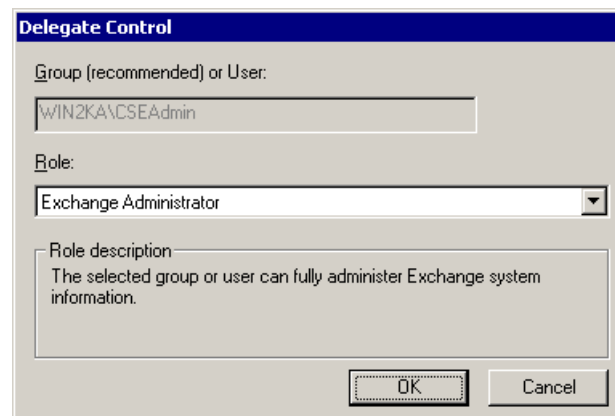 Delegate Control
Group (recommended) or User:
WIN2KA\CSEAdmin
Role:
Exchange Administrator
Role description
The selected group or user can fully administer Exchange system
information.
OK Cancel